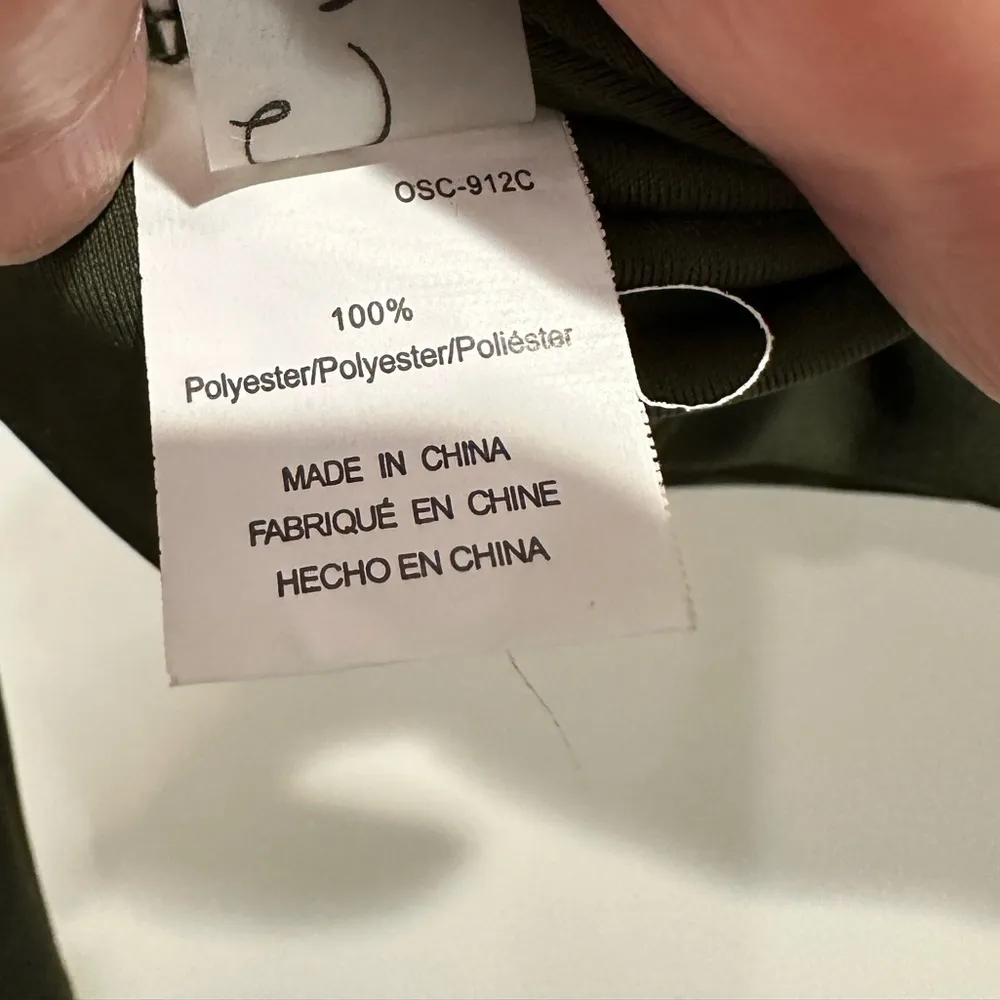 OSC-912C
100%
Polyester/Polyester/Poliéster
MADE IN CHINA
FABRIQUÉ EN CHINE
HECHO EN CHINA